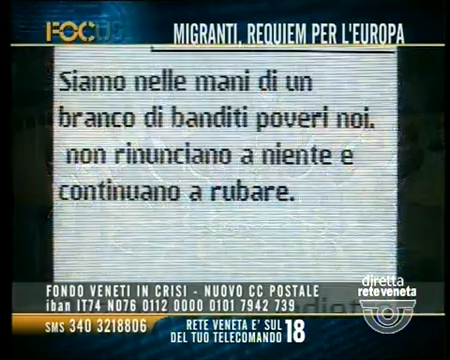 FOCUS
MIGRANTI, REQUIEM PER L'EUROPA
Siamo nelle mani di un
branco di banditi poveri noi.
non rinunciano a niente e
continuano a rubare.
FONDO VENETI IN CRISI - NUOVO CC POSTALE
iban IT74 N076 0112 0000 0101 7942 739
diretta
reteveneta
SMS 340 3218806
RETE VENETA E' SUL
DEL TUO TELECOMANDO 18